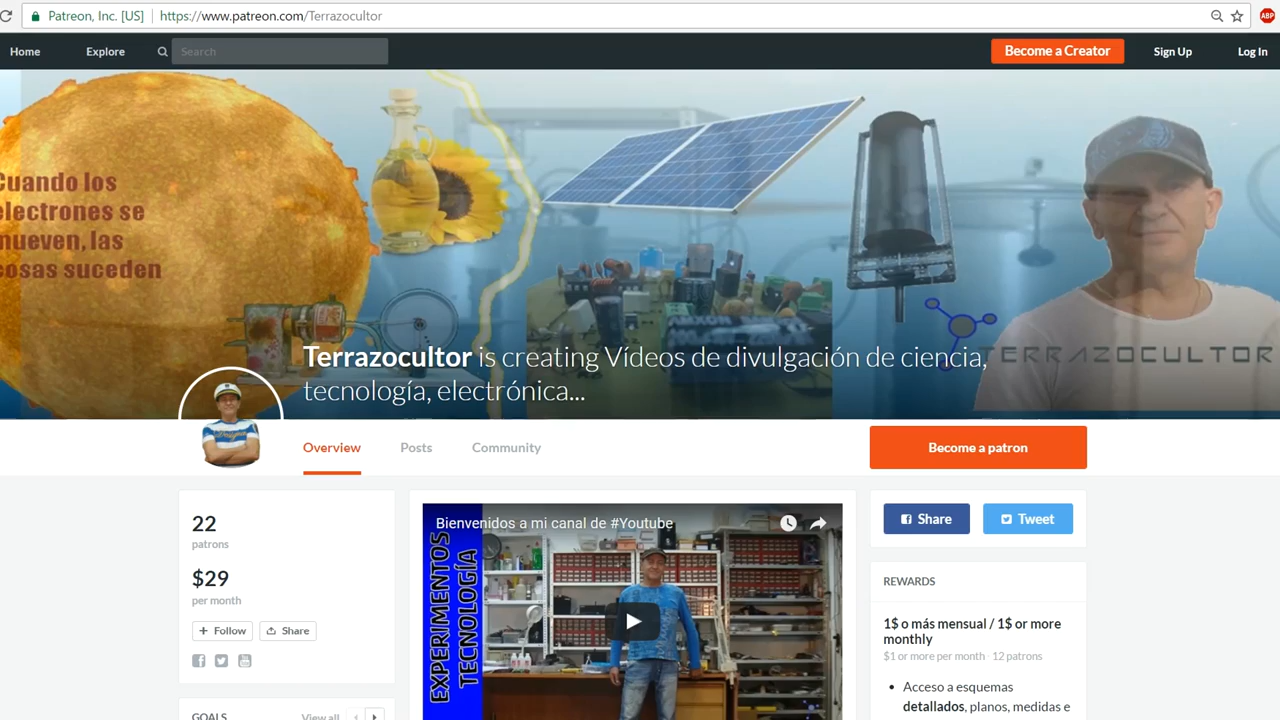 Patreon, Inc. [US]
https://www.patreon.com/Terrazocultor
ABP
Home
Explore
Search
Become a Creator
Sign Up
Log In
Cuando los
electrones se
mueven, las
cosas suceden
TERRAZOCULTOR
Terrazocultor is creating Vídeos de divulgación de ciencia,
tecnología, electrónica...
Overview
Posts
Community
Become a patron
22
patrons
$29
per month
+ Follow
Share
Bienvenidos a mi canal de #Youtube
EXPERIMENTOS
TECNOLOGÍA
Share
Tweet
REWARDS
1$ o más mensual / 1$ or more
monthly
$1 or more per month · 12 patrons
• Acceso a esquemas
detallados, planos, medidas e
GOALS
View all